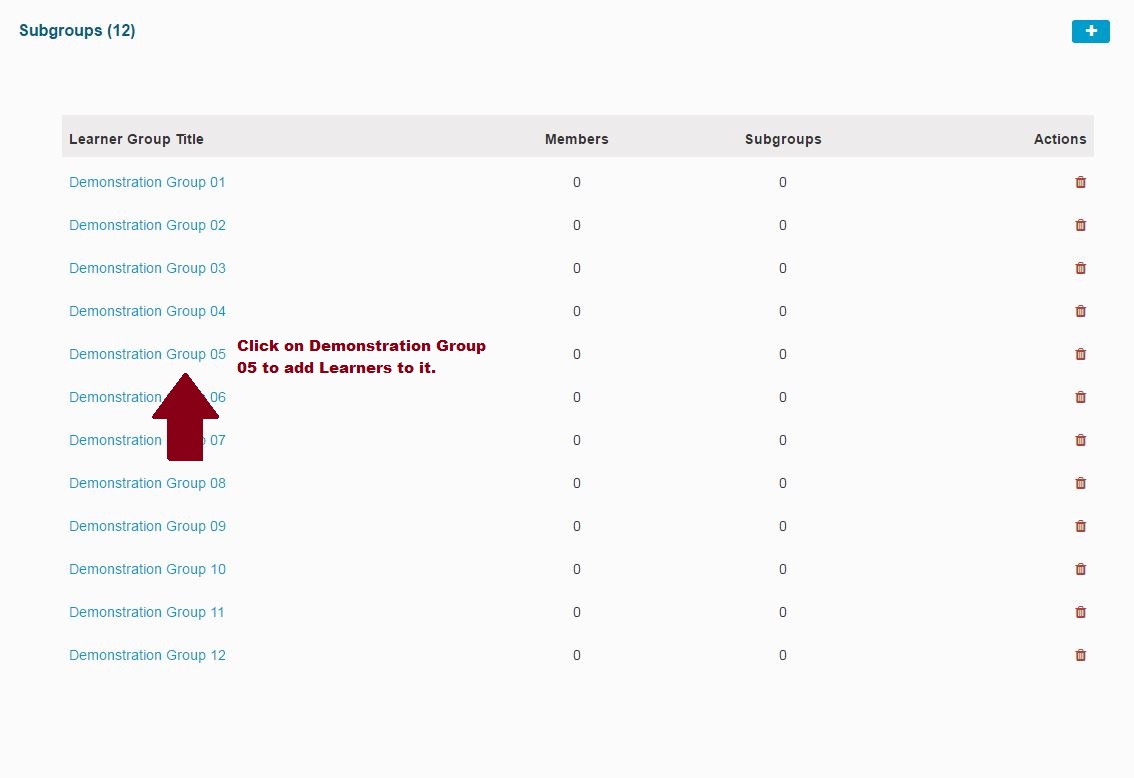 Subgroups (12)
Learner Group Title Members Subgroups Actions
Demonstration Group 01 0 0
Demonstration Group 02 0 0
Demonstration Group 03 0 0
Demonstration Group 04 0 0
Demonstration Group 05 0 0
Click on Demonstration Group
05 to add Learners to it.
Demonstration 06 0 0
Demonstration 07 0 0
Demonstration Group 08 0 0
Demonstration Group 09 0 0
Demonstration Group 10 0 0
Demonstration Group 11 0 0
Demonstration Group 12 0 0